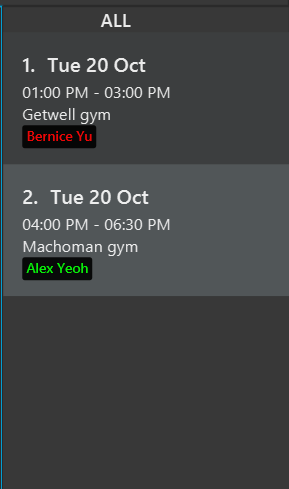 ALL
1. Tue 20 Oct
01:00 PM - 03:00 PM
Getwell gym
Bernice Yu
2. Tue 20 Oct
04:00 PM - 06:30 PM
Machoman gym
Alex Yeoh